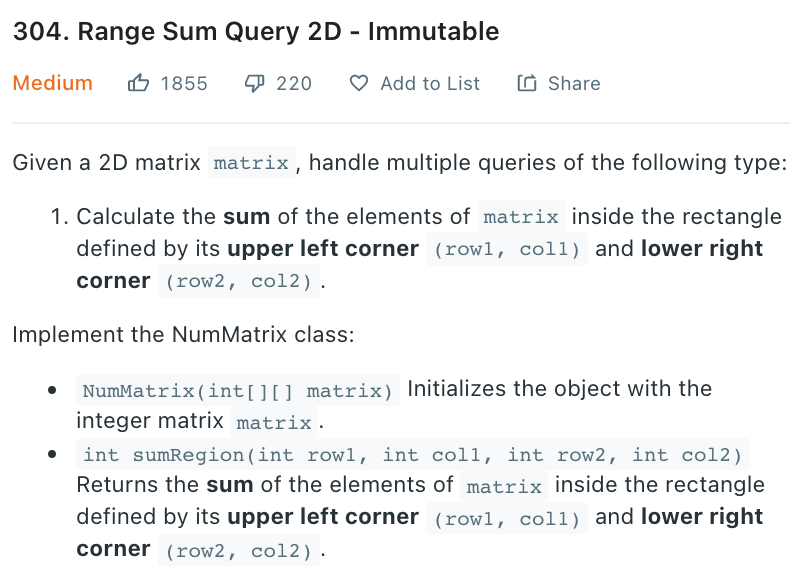 304. Range Sum Query 2D - Immutable
Medium 1855 220 Add to List Share
Given a 2D matrix matrix, handle multiple queries of the following type:
1. Calculate the sum of the elements of matrix inside the rectangle
defined by its upper left corner (row1, col1) and lower right
corner (row2, col2).
Implement the NumMatrix class:
• NumMatrix(int[][] matrix) Initializes the object with the
integer matrix matrix.
• int sumRegion(int row1, int col1, int row2, int col2)
Returns the sum of the elements of matrix inside the rectangle
defined by its upper left corner (row1, col1) and lower right
corner (row2, col2).